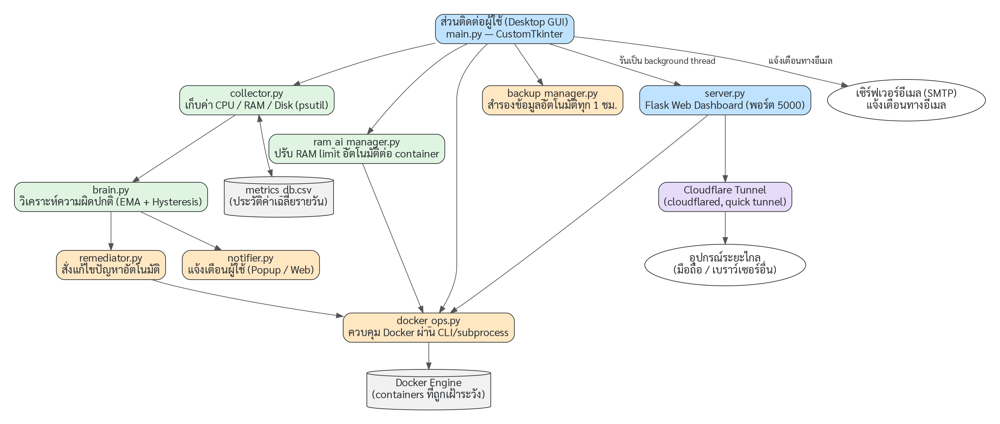 ส่วนติดต่อผู้ใช้ (Desktop GUI)
main.py — CustomTkinter
รันเป็น background thread
แจ้งเตือนทางอีเมล
collector.py
เก็บค่า CPU / RAM / Disk (psutil)
backup_manager.py
สำรองข้อมูลอัตโนมัติทุก 1 ชม.
server.py
Flask Web Dashboard (พอร์ต 5000)
เซิร์ฟเวอร์อีเมล (SMTP)
แจ้งเตือนทางอีเมล
ram_ai_manager.py
ปรับ RAM limit อัตโนมัติต่อ container
brain.py
วิเคราะห์ความผิดปกติ (EMA + Hysteresis)
metrics_db.csv
(ประวัติค่าเฉลี่ยรายวัน)
Cloudflare Tunnel
(cloudflared, quick tunnel)
remediator.py
สั่งแก้ไขปัญหาอัตโนมัติ
notifier.py
แจ้งเตือนผู้ใช้ (Popup / Web)
อุปกรณ์ระยะไกล
(มือถือ / เบราว์เซอร์อื่น)
docker_ops.py
ควบคุม Docker ผ่าน CLI/subprocess
Docker Engine
(containers ที่ถูกเฝ้าระวัง)